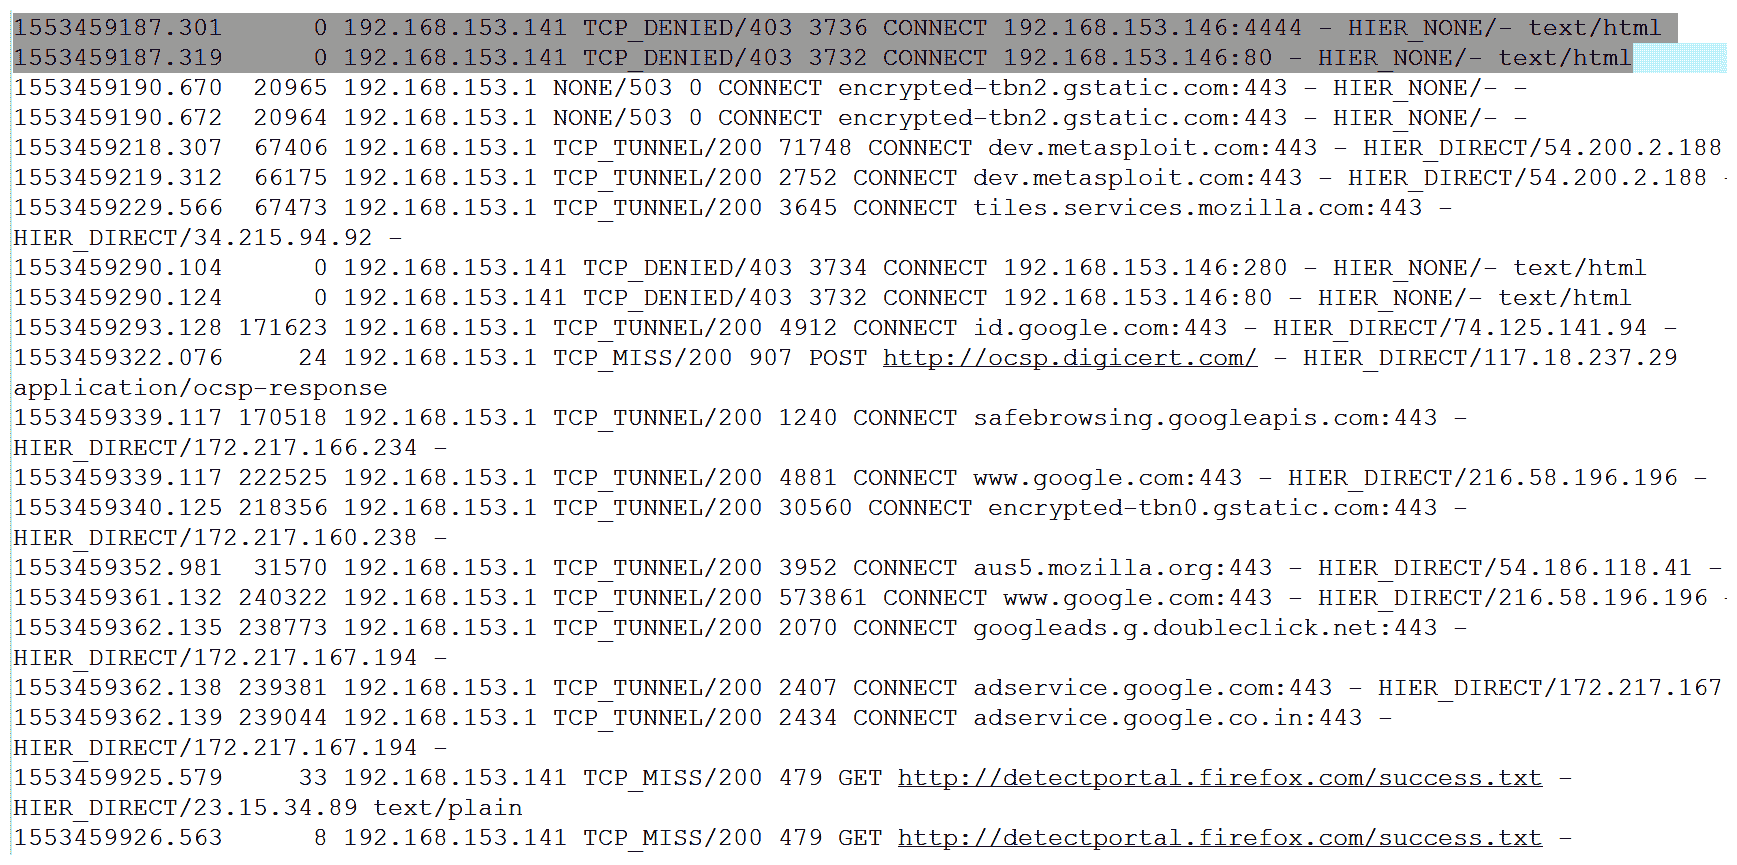 1553459187.301      0 192.168.153.141 TCP_DENIED/403 3736 CONNECT 192.168.153.146:4444 - HIER_NONE/- text/html
1553459187.319      0 192.168.153.141 TCP_DENIED/403 3732 CONNECT 192.168.153.146:80 - HIER_NONE/- text/html
1553459190.670  20965 192.168.153.1 NONE/503 0 CONNECT encrypted-tbn2.gstatic.com:443 - HIER_NONE/- -
1553459190.672  20964 192.168.153.1 NONE/503 0 CONNECT encrypted-tbn2.gstatic.com:443 - HIER_NONE/- -
1553459218.307  67406 192.168.153.1 TCP_TUNNEL/200 71748 CONNECT dev.metasploit.com:443 - HIER_DIRECT/54.200.2.188
1553459219.312  66175 192.168.153.1 TCP_TUNNEL/200 2752 CONNECT dev.metasploit.com:443 - HIER_DIRECT/54.200.2.188 -
1553459229.566  67473 192.168.153.1 TCP_TUNNEL/200 3645 CONNECT tiles.services.mozilla.com:443 -
HIER_DIRECT/34.215.94.92 -
1553459290.104      0 192.168.153.141 TCP_DENIED/403 3734 CONNECT 192.168.153.146:280 - HIER_NONE/- text/html
1553459290.124      0 192.168.153.141 TCP_DENIED/403 3732 CONNECT 192.168.153.146:80 - HIER_NONE/- text/html
1553459293.128 171623 192.168.153.1 TCP_TUNNEL/200 4912 CONNECT id.google.com:443 - HIER_DIRECT/74.125.141.94 -
1553459322.076     24 192.168.153.1 TCP_MISS/200 907 POST http://ocsp.digicert.com/ - HIER_DIRECT/117.18.237.29
application/ocsp-response
1553459339.117 170518 192.168.153.1 TCP_TUNNEL/200 1240 CONNECT safebrowsing.googleapis.com:443 -
HIER_DIRECT/172.217.166.234 -
1553459339.117 222525 192.168.153.1 TCP_TUNNEL/200 4881 CONNECT www.google.com:443 - HIER_DIRECT/216.58.196.196 -
1553459340.125 218356 192.168.153.1 TCP_TUNNEL/200 30560 CONNECT encrypted-tbn0.gstatic.com:443 -
HIER_DIRECT/172.217.160.238 -
1553459352.981  31570 192.168.153.1 TCP_TUNNEL/200 3952 CONNECT aus5.mozilla.org:443 - HIER_DIRECT/54.186.118.41 -
1553459361.132 240322 192.168.153.1 TCP_TUNNEL/200 573861 CONNECT www.google.com:443 - HIER_DIRECT/216.58.196.196 -
1553459362.135 238773 192.168.153.1 TCP_TUNNEL/200 2070 CONNECT googleads.g.doubleclick.net:443 -
HIER_DIRECT/172.217.167.194 -
1553459362.138 239381 192.168.153.1 TCP_TUNNEL/200 2407 CONNECT adservice.google.com:443 - HIER_DIRECT/172.217.167
1553459362.139 239044 192.168.153.1 TCP_TUNNEL/200 2434 CONNECT adservice.google.co.in:443 -
HIER_DIRECT/172.217.167.194 -
1553459925.579     33 192.168.153.141 TCP_MISS/200 479 GET http://detectportal.firefox.com/success.txt -
HIER_DIRECT/23.15.34.89 text/plain
1553459926.563      8 192.168.153.141 TCP_MISS/200 479 GET http://detectportal.firefox.com/success.txt -